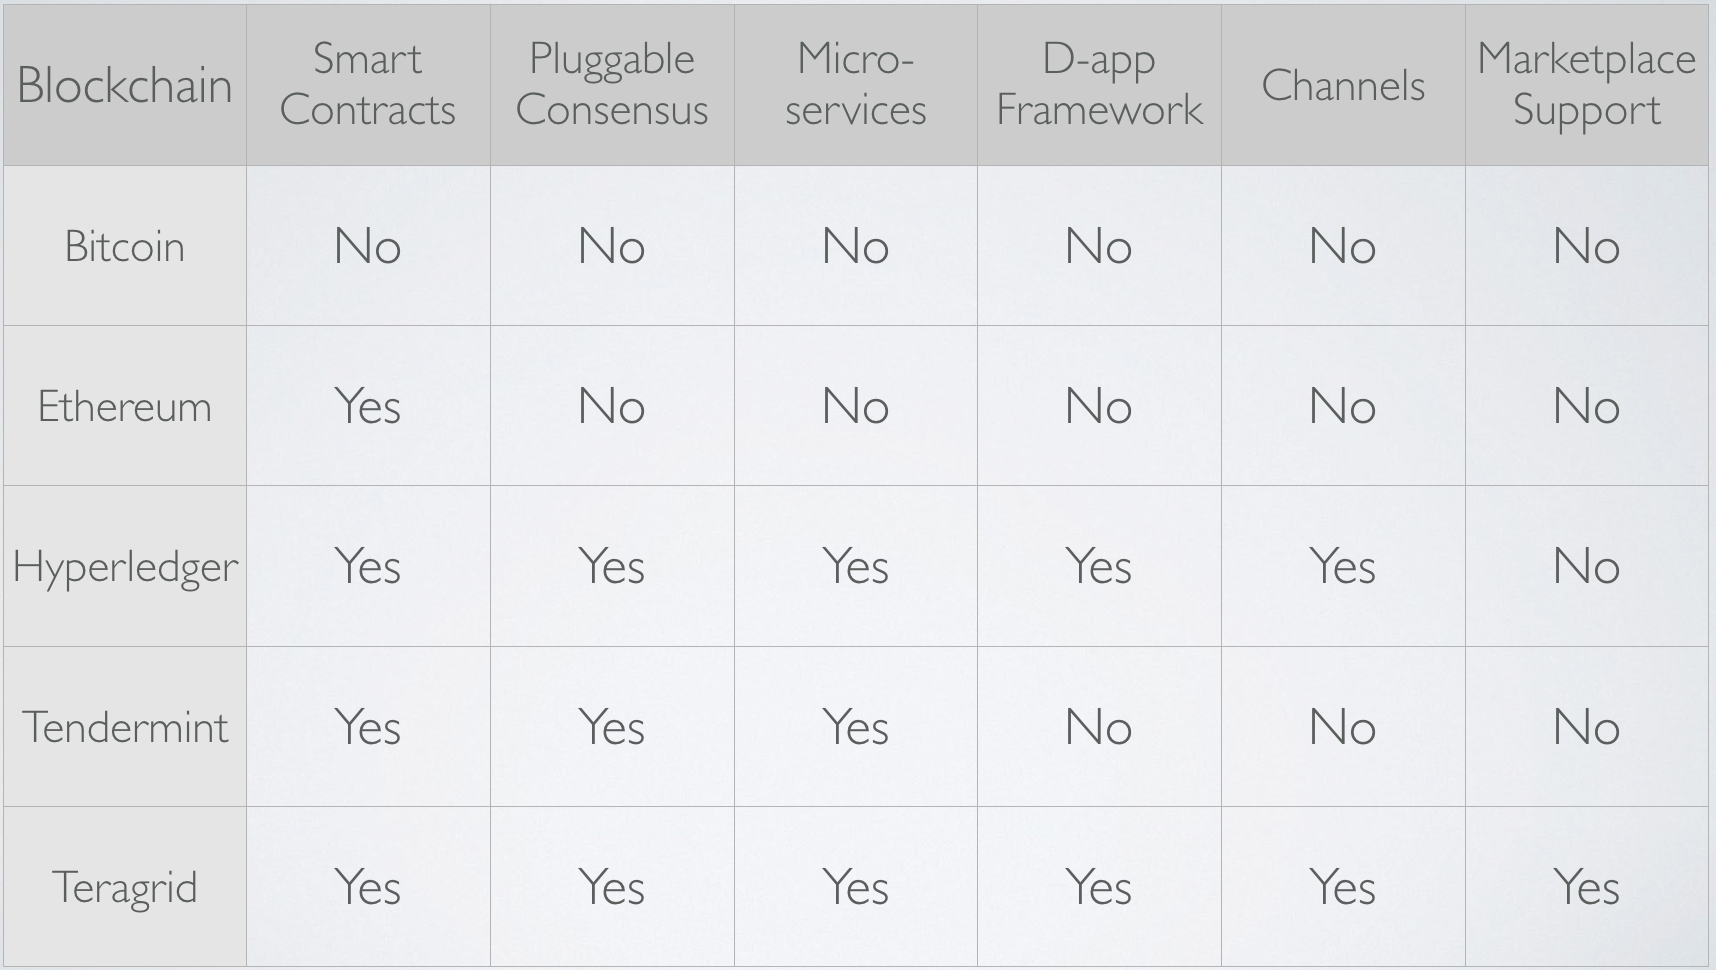 Blockchain Smart Contracts Pluggable Consensus Micro-services D-app Framework Channels Marketplace Support
Bitcoin No No No No No No
Ethereum Yes No No No No No
Hyperledger Yes Yes Yes Yes Yes No
Tendermint Yes Yes Yes No No No
Teragrid Yes Yes Yes Yes Yes Yes